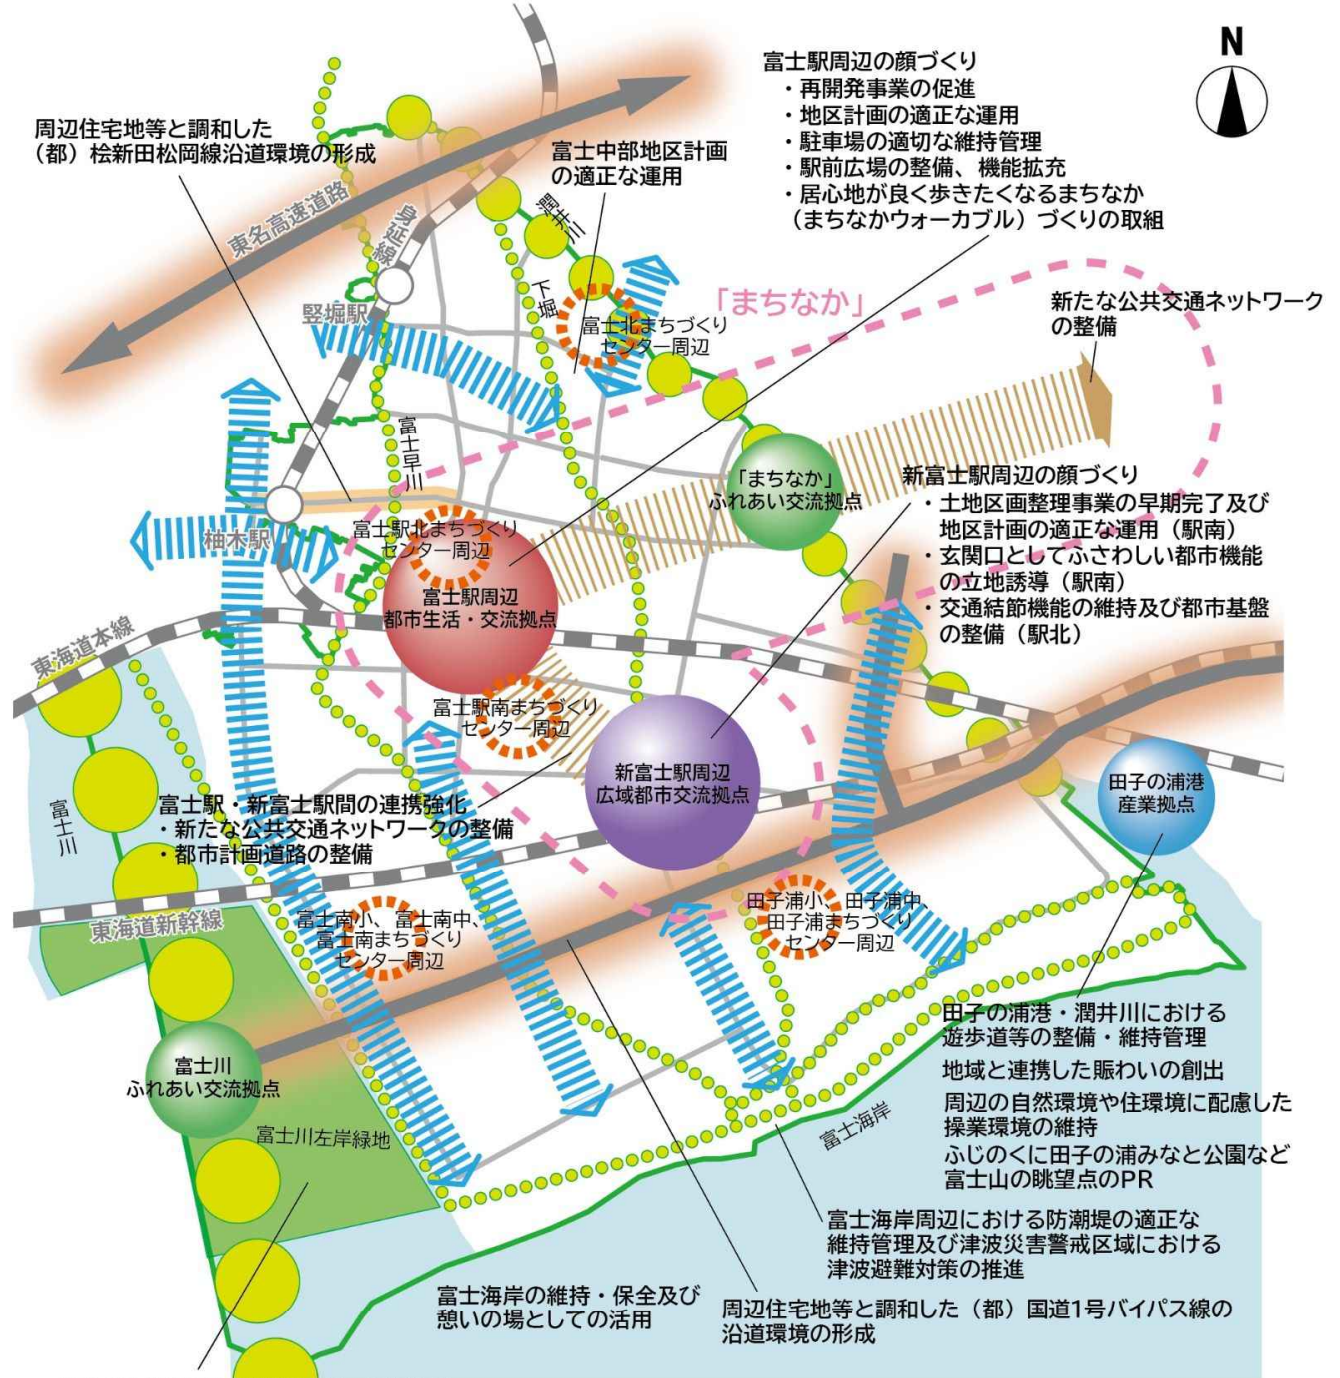 N
富士駅周辺の顔づくり
・再開発事業の促進
・地区計画の適正な運用
・駐車場の適切な維持管理
・駅前広場の整備、機能拡充
・居心地が良く歩きたくなるまちなか
（まちなかウォーカブル）づくりの取組
周辺住宅地等と調和した
（都）桧新田松岡線沿道環境の形成
富士中部地区計画
の適正な運用
東名高速道路
身延線
潤井川
下堀
竪堀駅
富士北まちづくり
センター周辺
「まちなか」
新たな公共交通ネットワーク
の整備
富士早川
「まちなか」
ふれあい交流拠点
新富士駅周辺の顔づくり
・土地区画整理事業の早期完了及び
地区計画の適正な運用（駅南）
・玄関口としてふさわしい都市機能
の立地誘導（駅南）
・交通結節機能の維持及び都市基盤
の整備（駅北）
柚木駅
富士駅北まちづくり
センター周辺
富士駅周辺
都市生活・交流拠点
東海道本線
富士駅南まちづくり
センター周辺
新富士駅周辺
広域都市交流拠点
田子の浦港
産業拠点
富士川
富士駅・新富士駅間の連携強化
・新たな公共交通ネットワークの整備
・都市計画道路の整備
東海道新幹線
富士南小、富士南中、
富士南まちづくり
センター周辺
田子浦小、田子浦中、
田子浦まちづくり
センター周辺
富士川
ふれあい交流拠点
富士川左岸緑地
富士海岸
田子の浦港・潤井川における
遊歩道等の整備・維持管理
地域と連携した賑わいの創出
周辺の自然環境や住環境に配慮した
操業環境の維持
ふじのくに田子の浦みなと公園など
富士山の眺望点のPR
富士海岸周辺における防潮堤の適正な
維持管理及び津波災害警戒区域における
津波避難対策の推進
富士海岸の維持・保全及び
憩いの場としての活用
周辺住宅地等と調和した（都）国道1号バイパス線の
沿道環境の形成